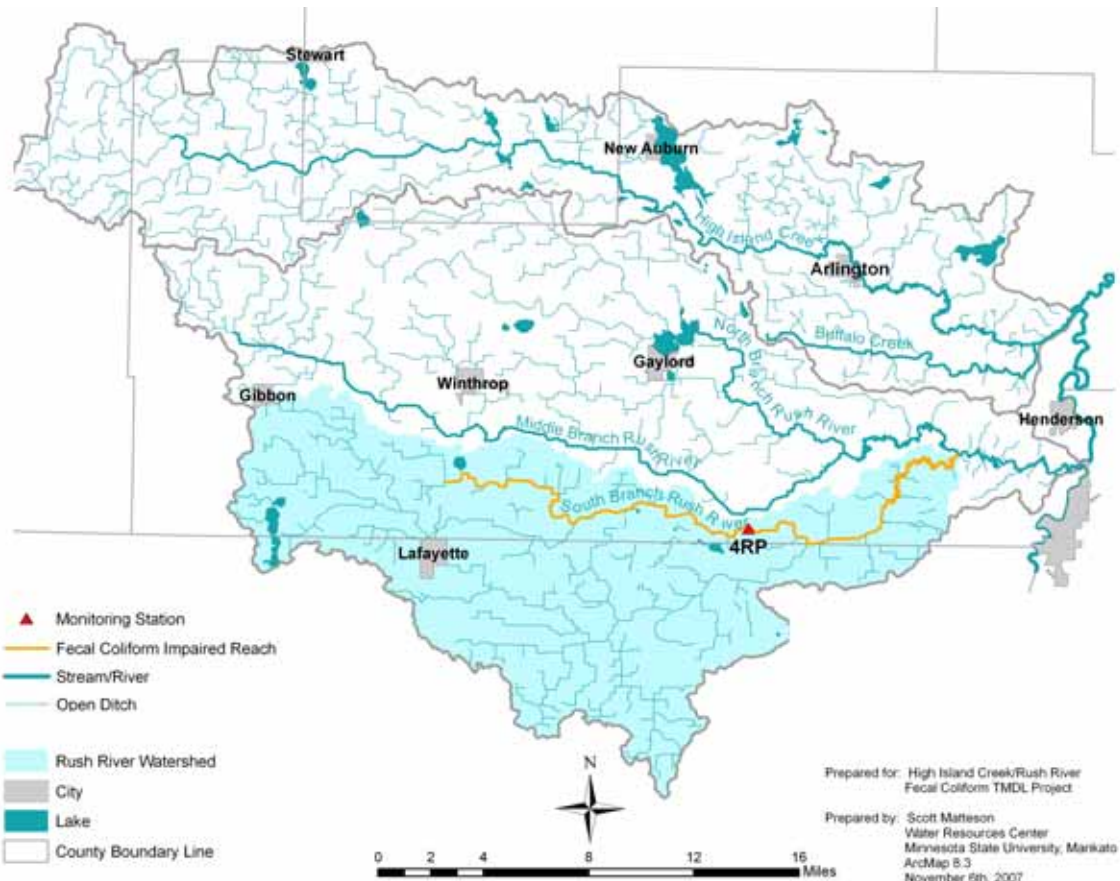 Stewart
New Auburn
High Island Creek
Arlington
Buffalo Creek
North Branch Rush River
Gaylord
Winthrop
Gibbon
Henderson
Middle Branch Rush River
South Branch Rush River
4RP
Lafayette
Monitoring Station
Fecal Coliform Impaired Reach
Stream/River
Open Ditch
Rush River Watershed
City
Lake
County Boundary Line
N
0 2 4 8 12 16
Miles
Prepared for: High Island Creek/Rush River
Fecal Coliform TMDL Project
Prepared by: Scott Matteson
Water Resources Center
Minnesota State University, Mankato
ArcMap 8.3
November 6th, 2007